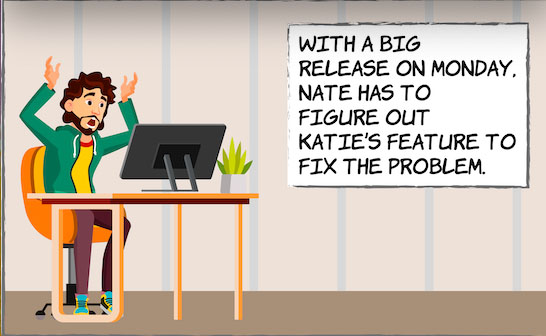 WITH A BIG
RELEASE ON MONDAY,
NATE HAS TO
FIGURE OUT
KATIE'S FEATURE TO
FIX THE PROBLEM.